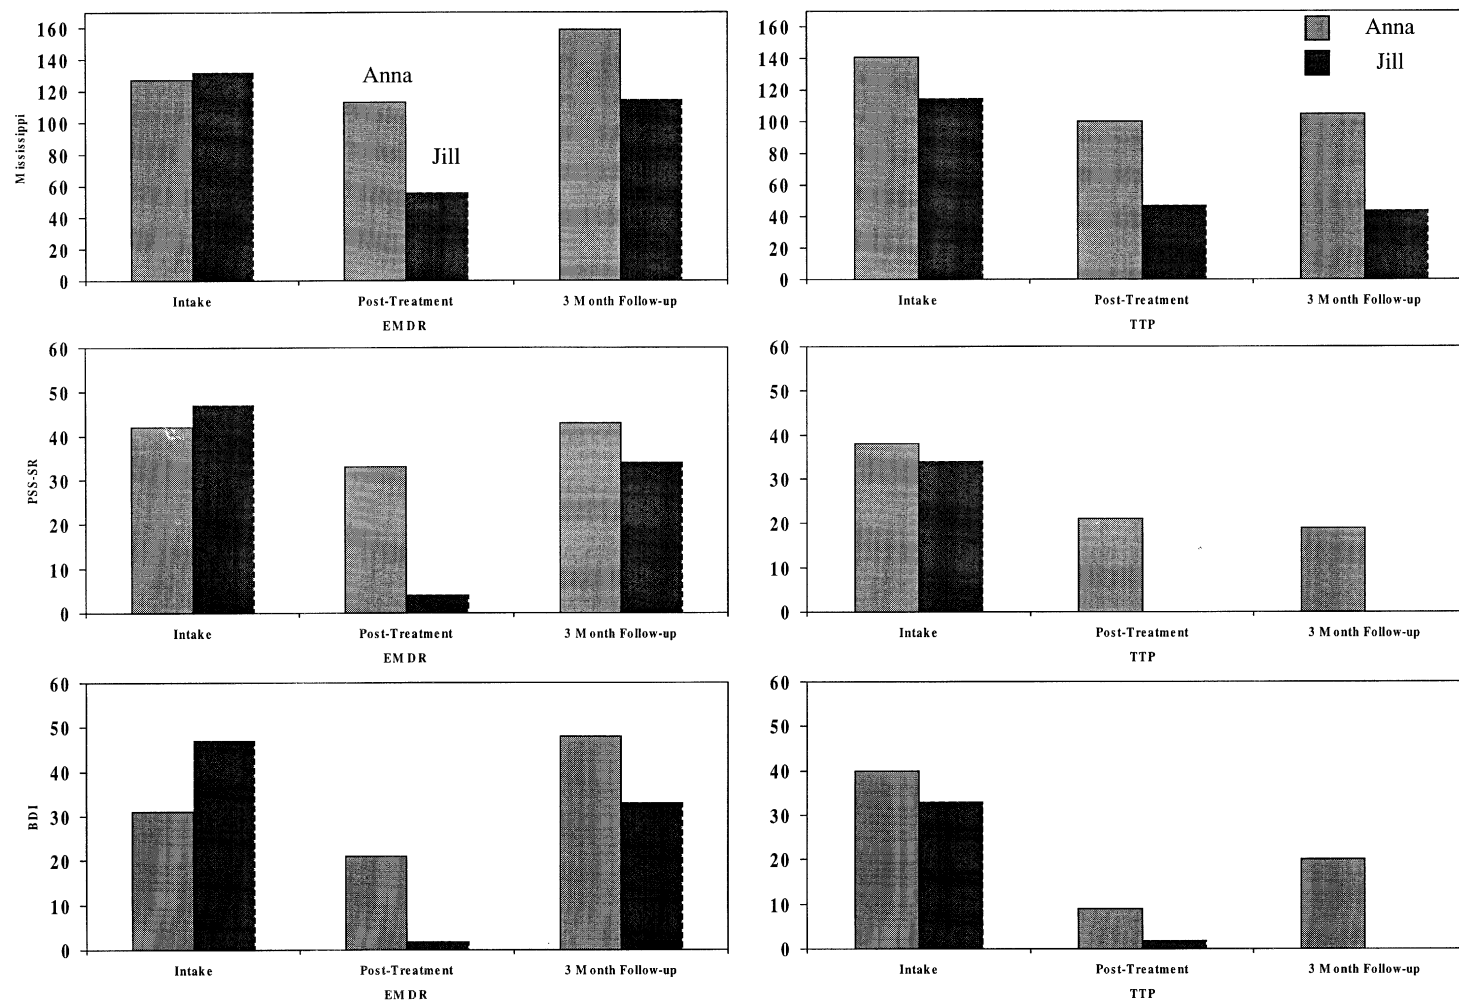 Mississippi
160
140
120
100
80
60
40
20
0
Anna
Jill
Intake
Post-Treatment
3 Month Follow-up
EMDR
160
140
120
100
80
60
40
20
0
Anna
Jill
Intake
Post-Treatment
3 Month Follow-up
TTP
PSS-SR
60
50
40
30
20
10
0
Intake
Post-Treatment
3 Month Follow-up
EMDR
60
50
40
30
20
10
0
Intake
Post-Treatment
3 Month Follow-up
TTP
BDI
60
50
40
30
20
10
0
Intake
Post-Treatment
3 Month Follow-up
EMDR
60
50
40
30
20
10
0
Intake
Post-Treatment
3 Month Follow-up
TTP